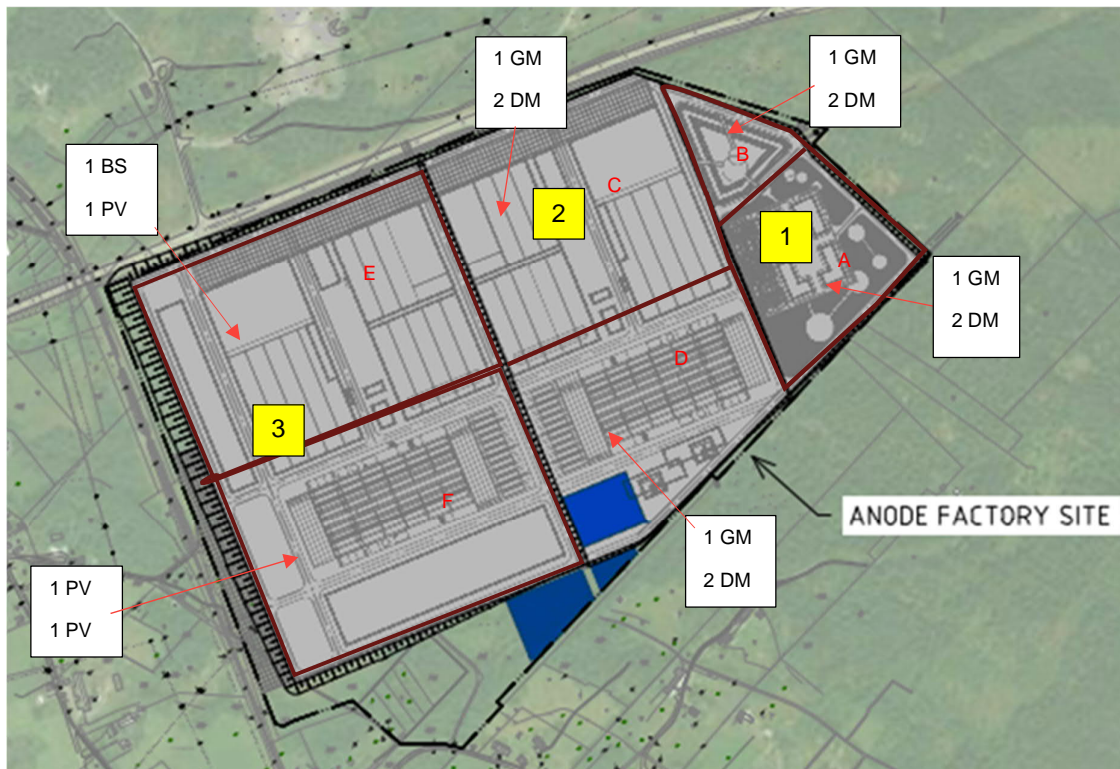 1 GM
2 DM
1 GM
2 DM
1 BS
1 PV
B
C
2
1
E
A
1 GM
2 DM
D
3
F
ANODE FACTORY SITE
1 GM
2 DM
1 PV
1 PV